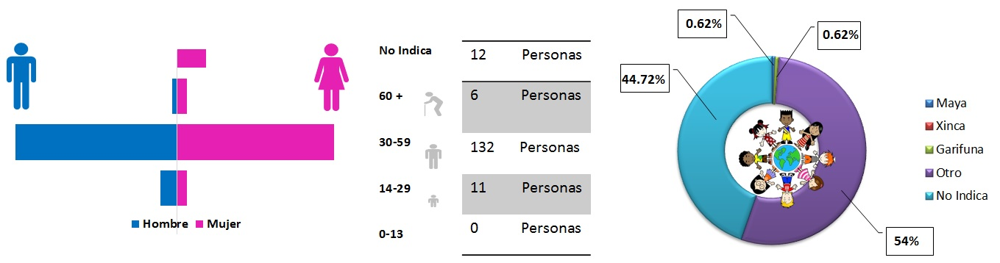 No Indica 12 Personas
60 + 6 Personas
30-59 132 Personas
14-29 11 Personas
0-13 0 Personas
Hombre Mujer
0.62%
0.62%
44.72%
54%
Maya
Xinca
Garifuna
Otro
No Indica